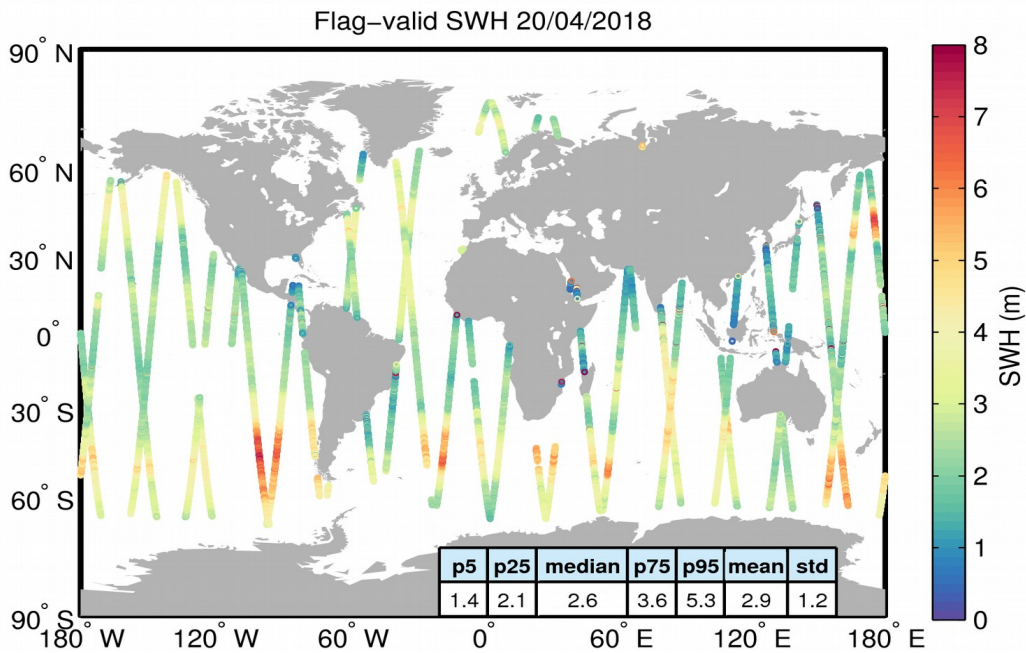 Flag−valid SWH 20/04/2018
90° N
60° N
30° N
0°
30° S
60° S
90° S
180° W
120° W
60° W
0°
60° E
120° E
180° E
p5 p25 median p75 p95 mean std
1.4 2.1 2.6 3.6 5.3 2.9 1.2
8
7
6
5
4
3
2
1
0
SWH (m)